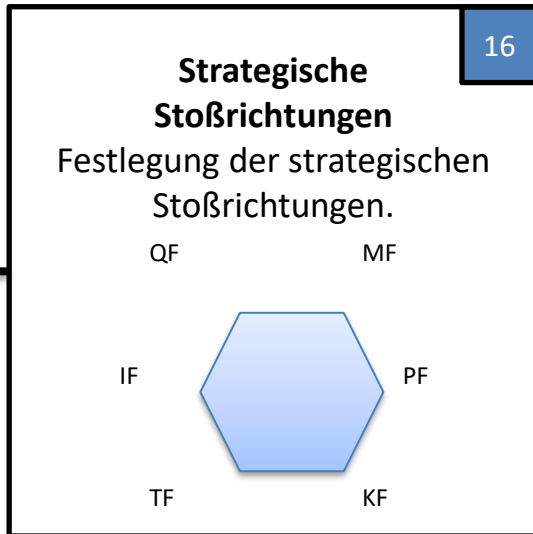 16
Strategische
Stoßrichtungen
Festlegung der strategischen
Stoßrichtungen.
QF MF
IF PF
TF KF